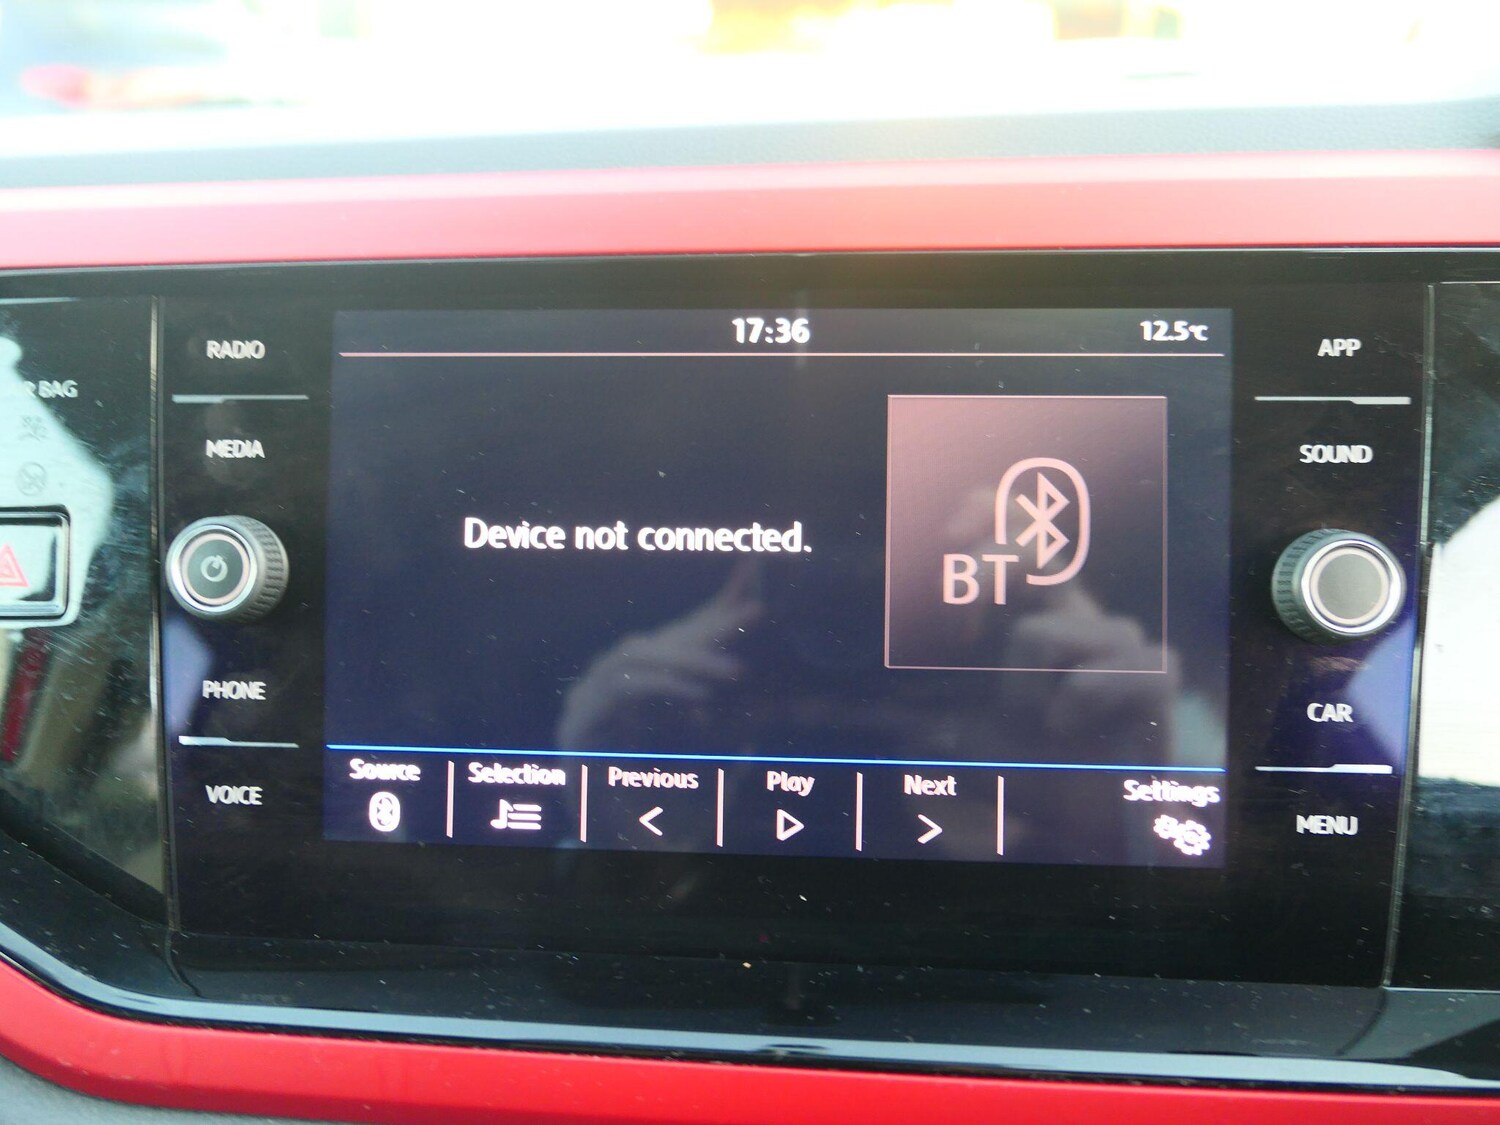 17:36
12.5°C
RADIO
MEDIA
PHONE
VOICE
R BAG
Device not connected.
BT
Source
Selection
Previous
Play
Next
Settings
APP
SOUND
CAR
MENU